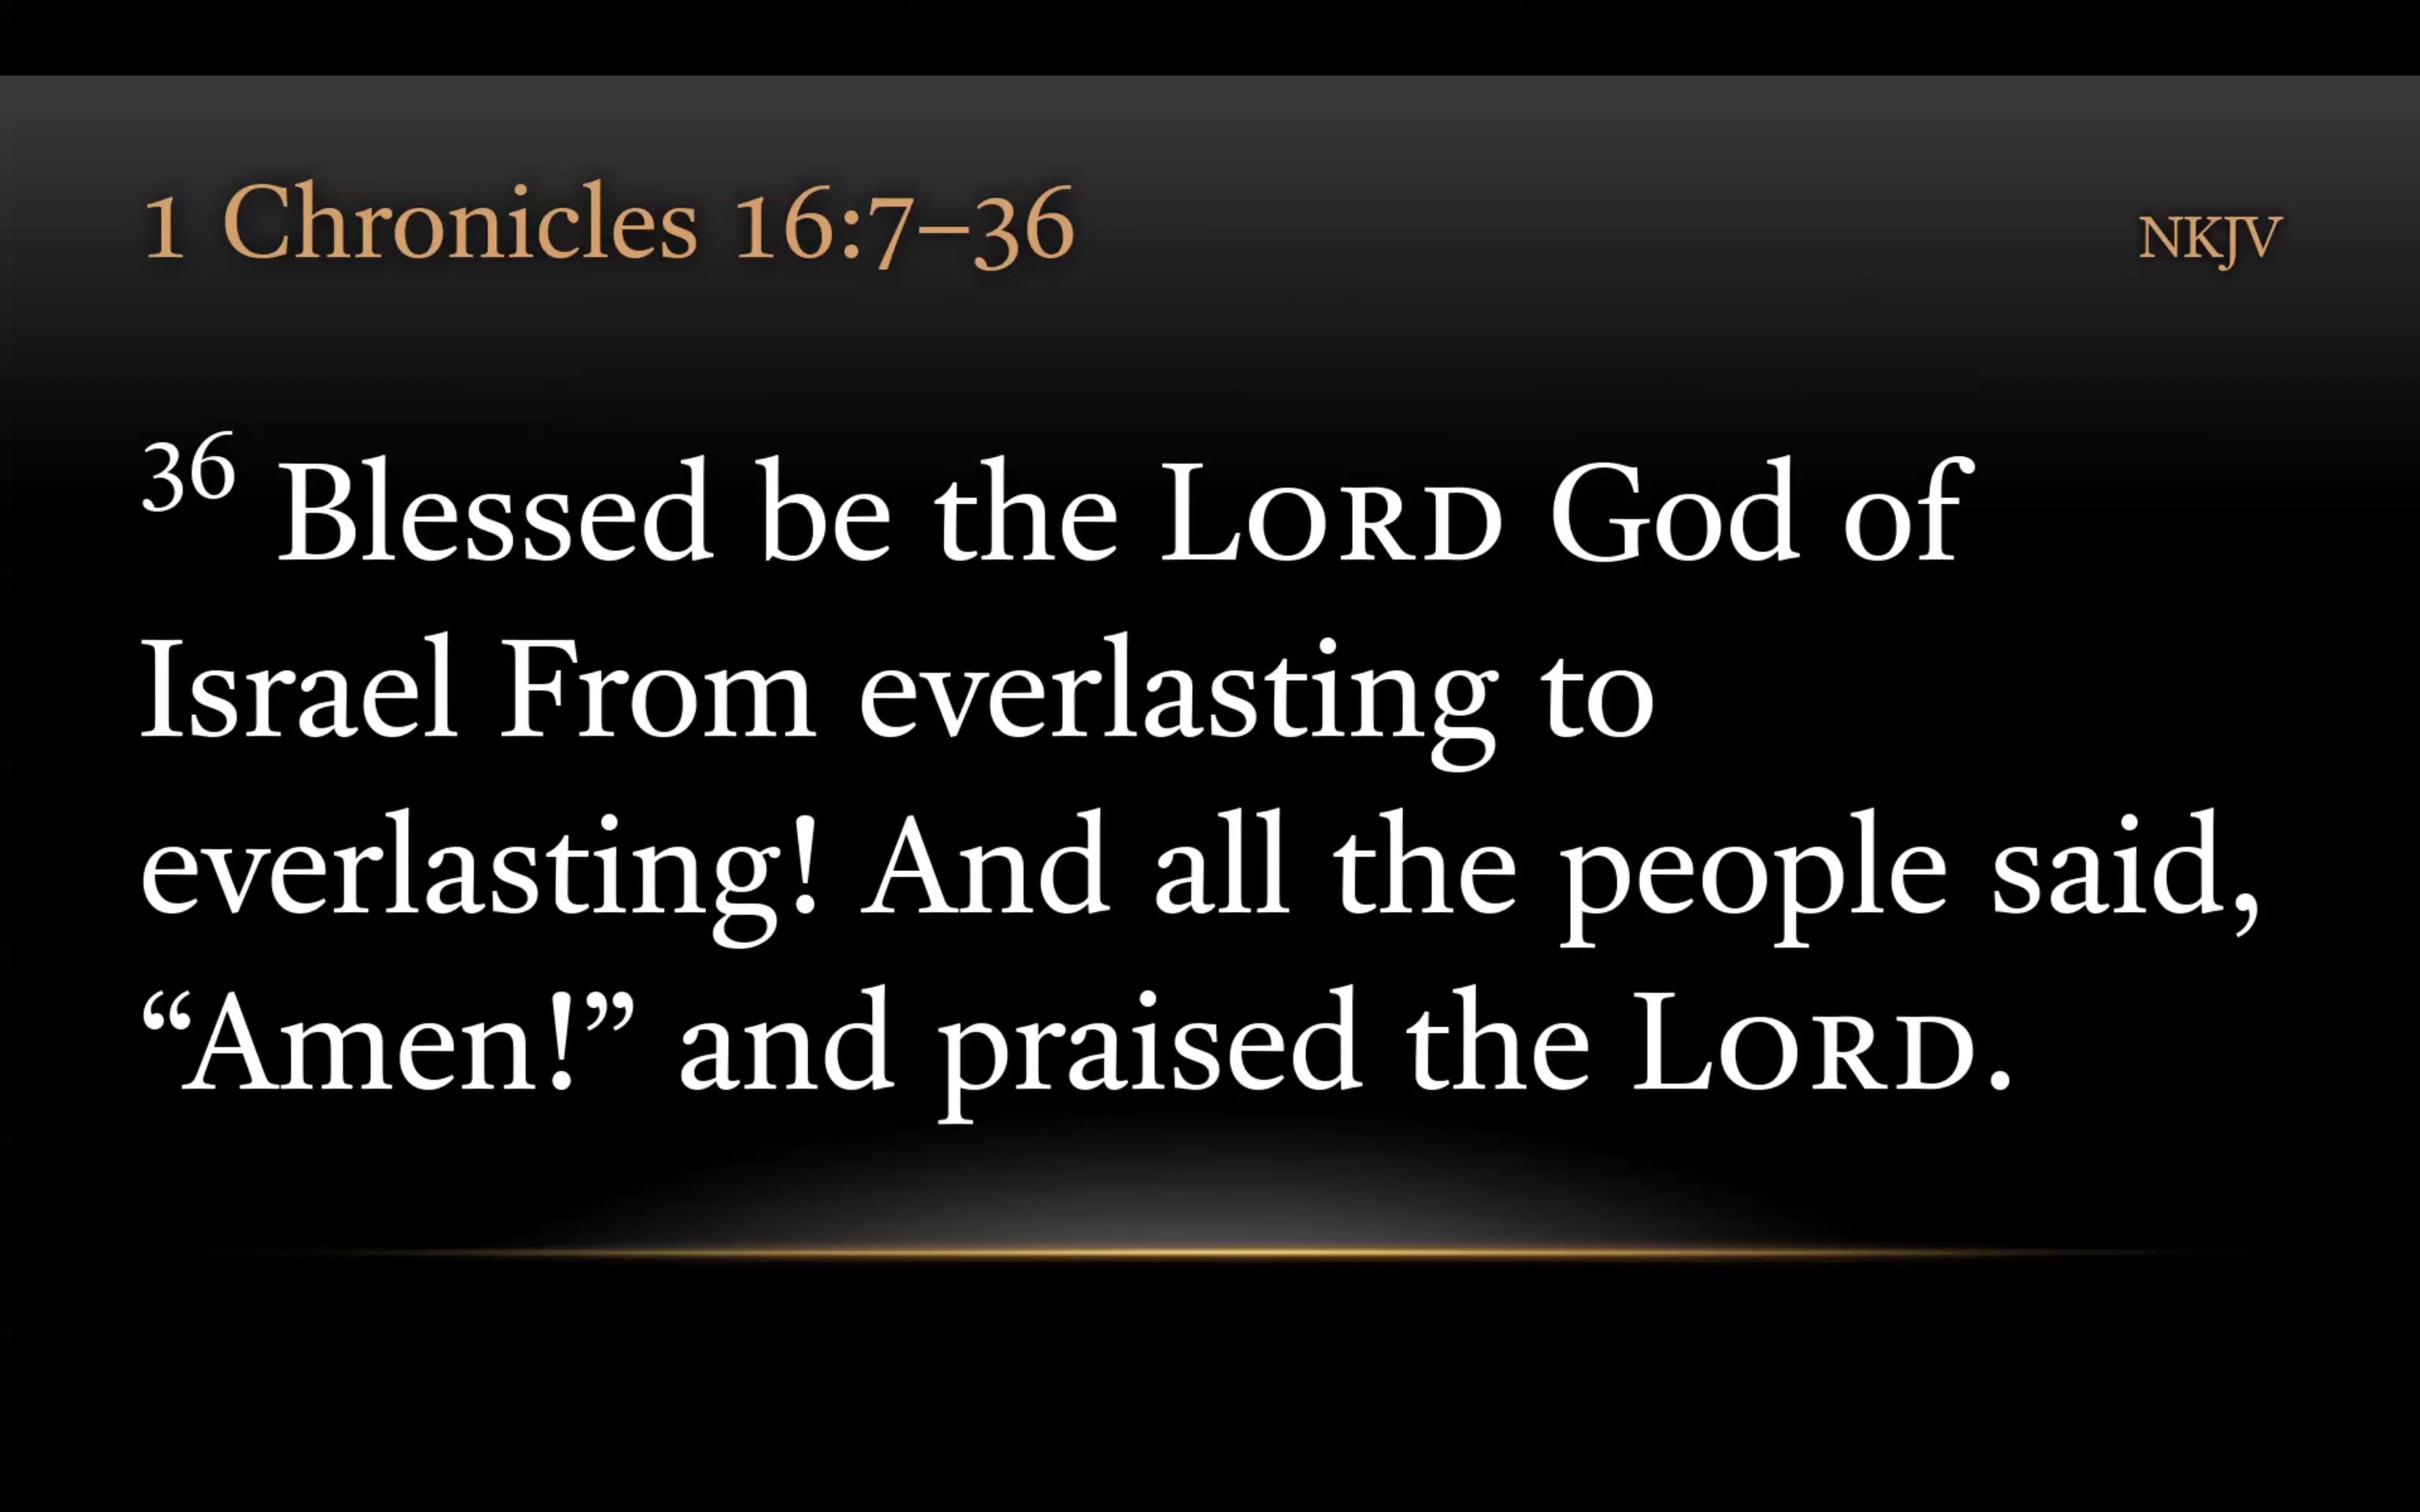 1 Chronicles 16:7–36
NKJV
36 Blessed be the LORD God of
Israel From everlasting to
everlasting! And all the people said,
“Amen!” and praised the LORD.